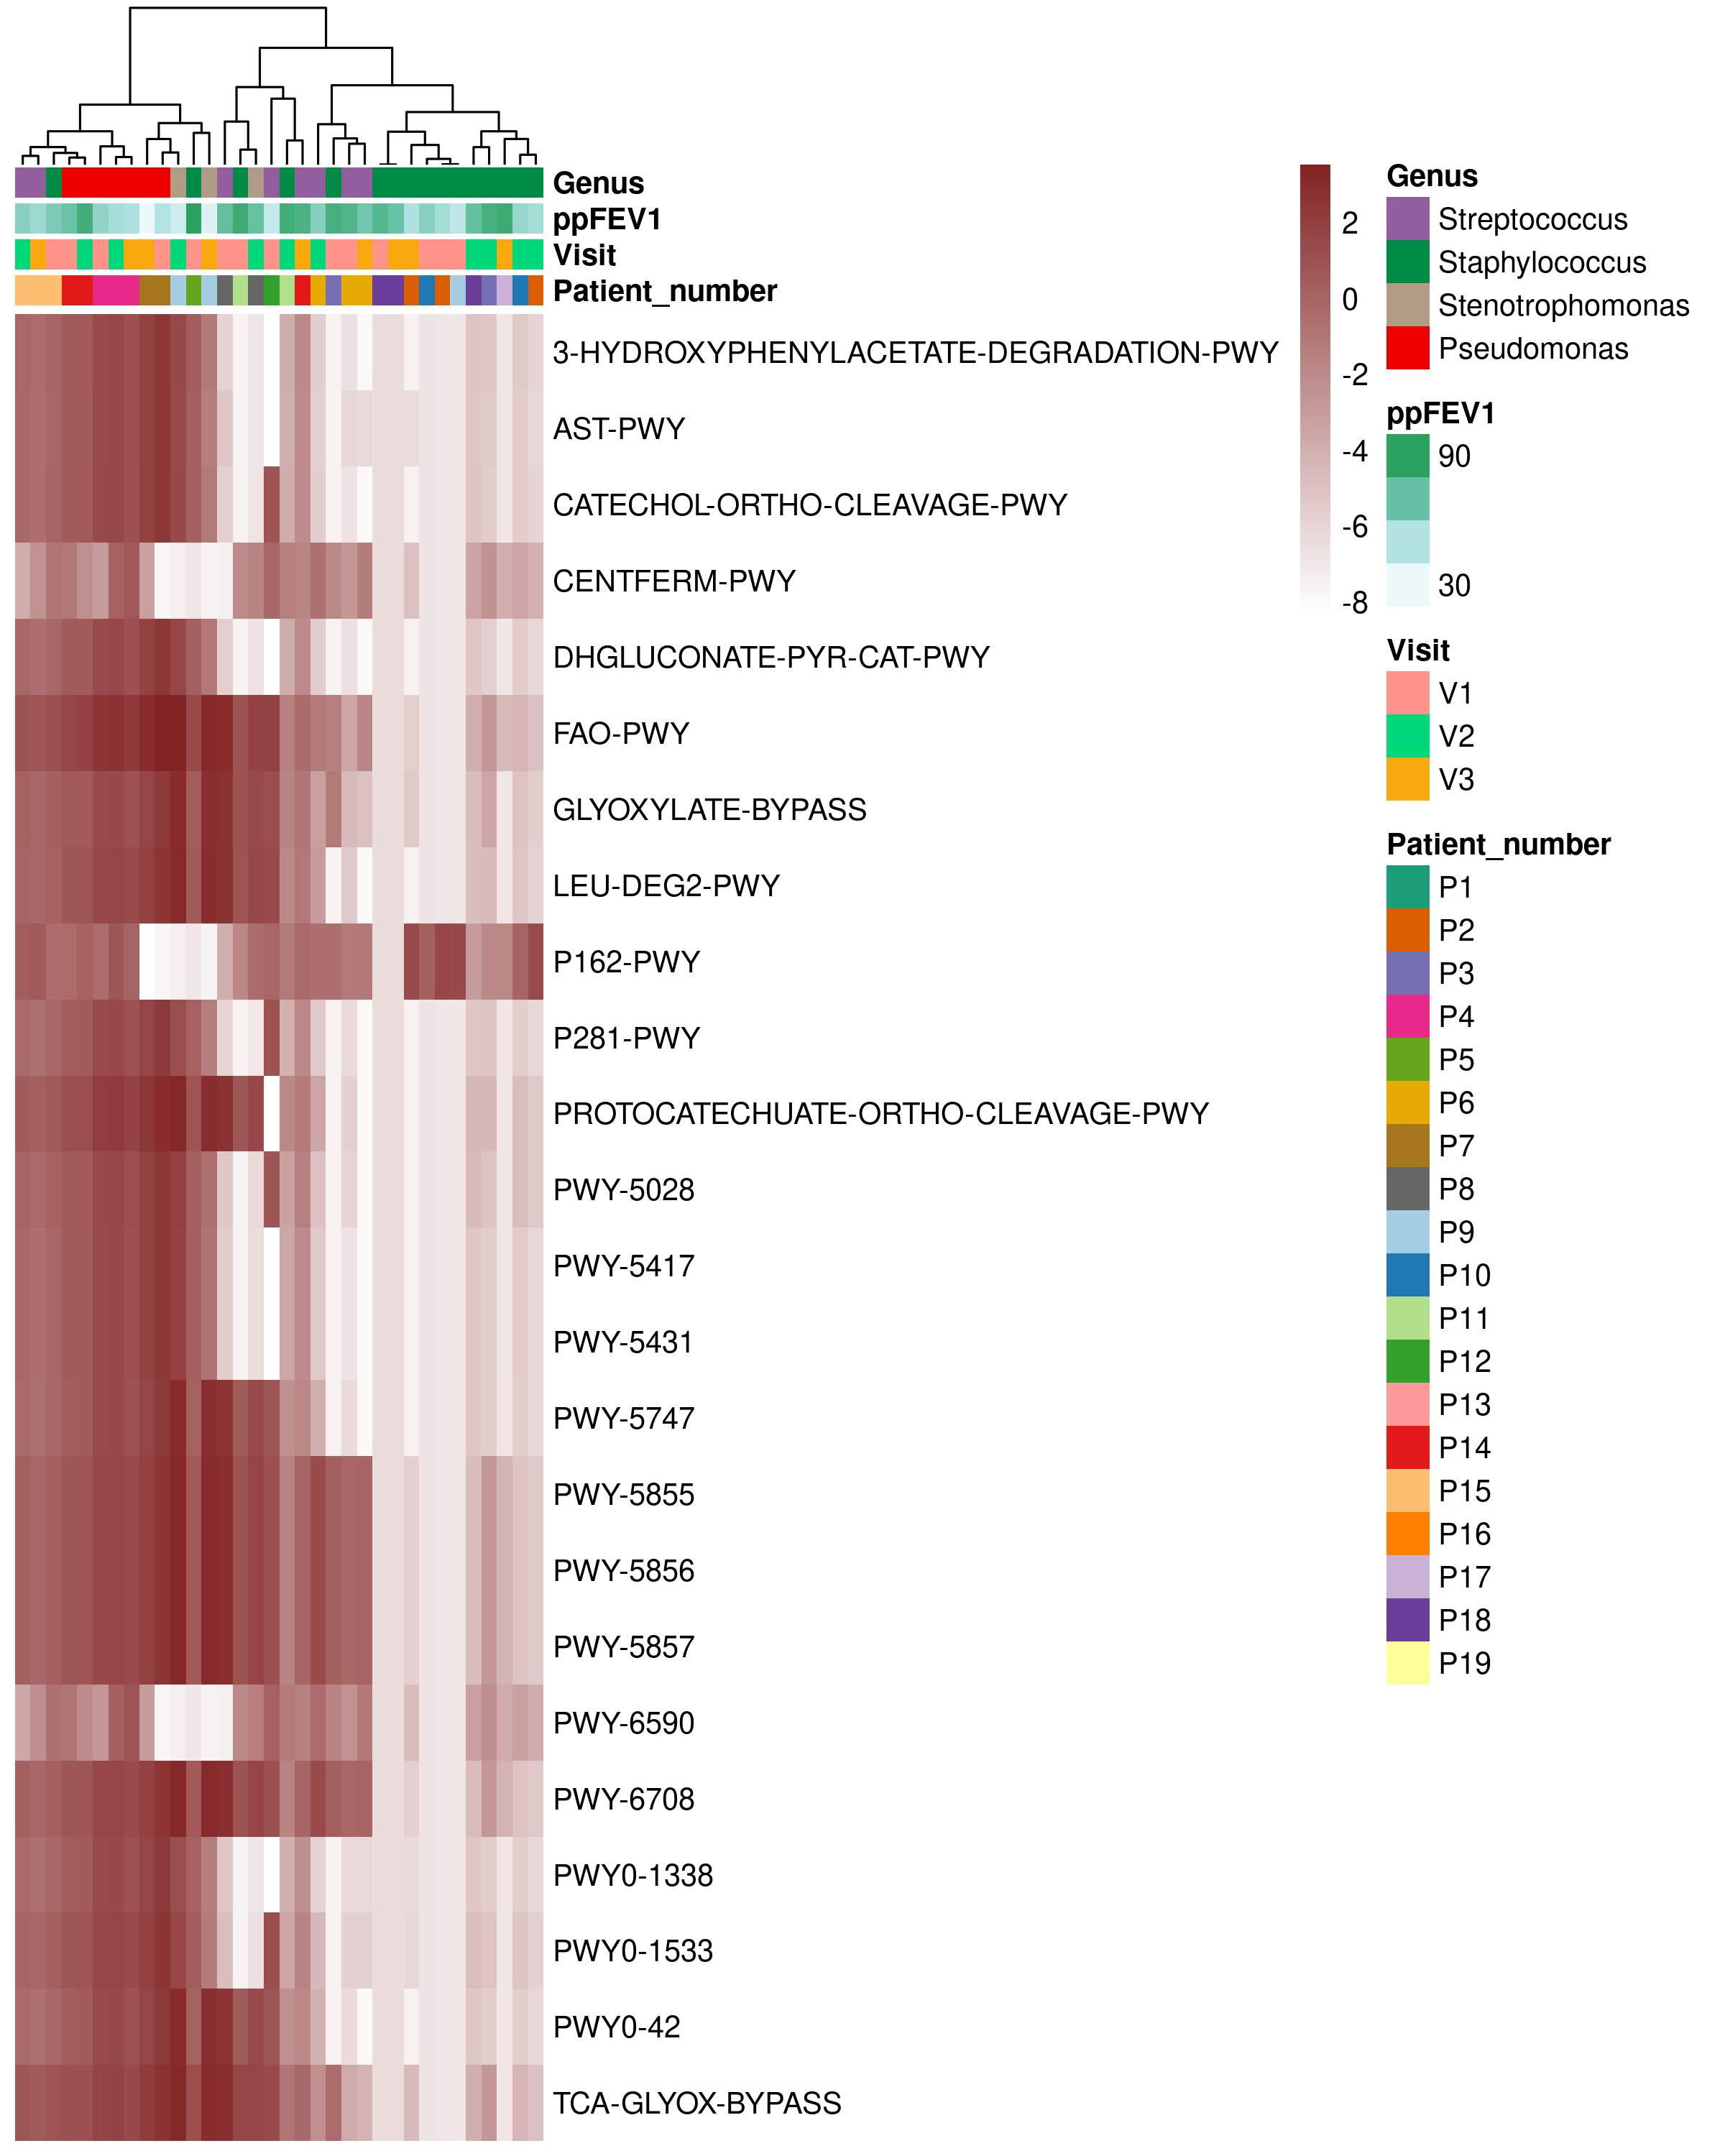 Genus
ppFEV1
Visit
Patient_number
3-HYDROXYPHENYLACETATE-DEGRADATION-PWY
AST-PWY
CATECHOL-ORTHO-CLEAVAGE-PWY
CENTFERM-PWY
DHGLUCONATE-PYR-CAT-PWY
FAO-PWY
GLYOXYLATE-BYPASS
LEU-DEG2-PWY
P162-PWY
P281-PWY
PROTOCATECHUATE-ORTHO-CLEAVAGE-PWY
PWY-5028
PWY-5417
PWY-5431
PWY-5747
PWY-5855
PWY-5856
PWY-5857
PWY-6590
PWY-6708
PWY0-1338
PWY0-1533
PWY0-42
TCA-GLYOX-BYPASS
2
0
-2
-4
-6
-8
Genus
Streptococcus
Staphylococcus
Stenotrophomonas
Pseudomonas
ppFEV1
90
30
Visit
V1
V2
V3
Patient_number
P1
P2
P3
P4
P5
P6
P7
P8
P9
P10
P11
P12
P13
P14
P15
P16
P17
P18
P19